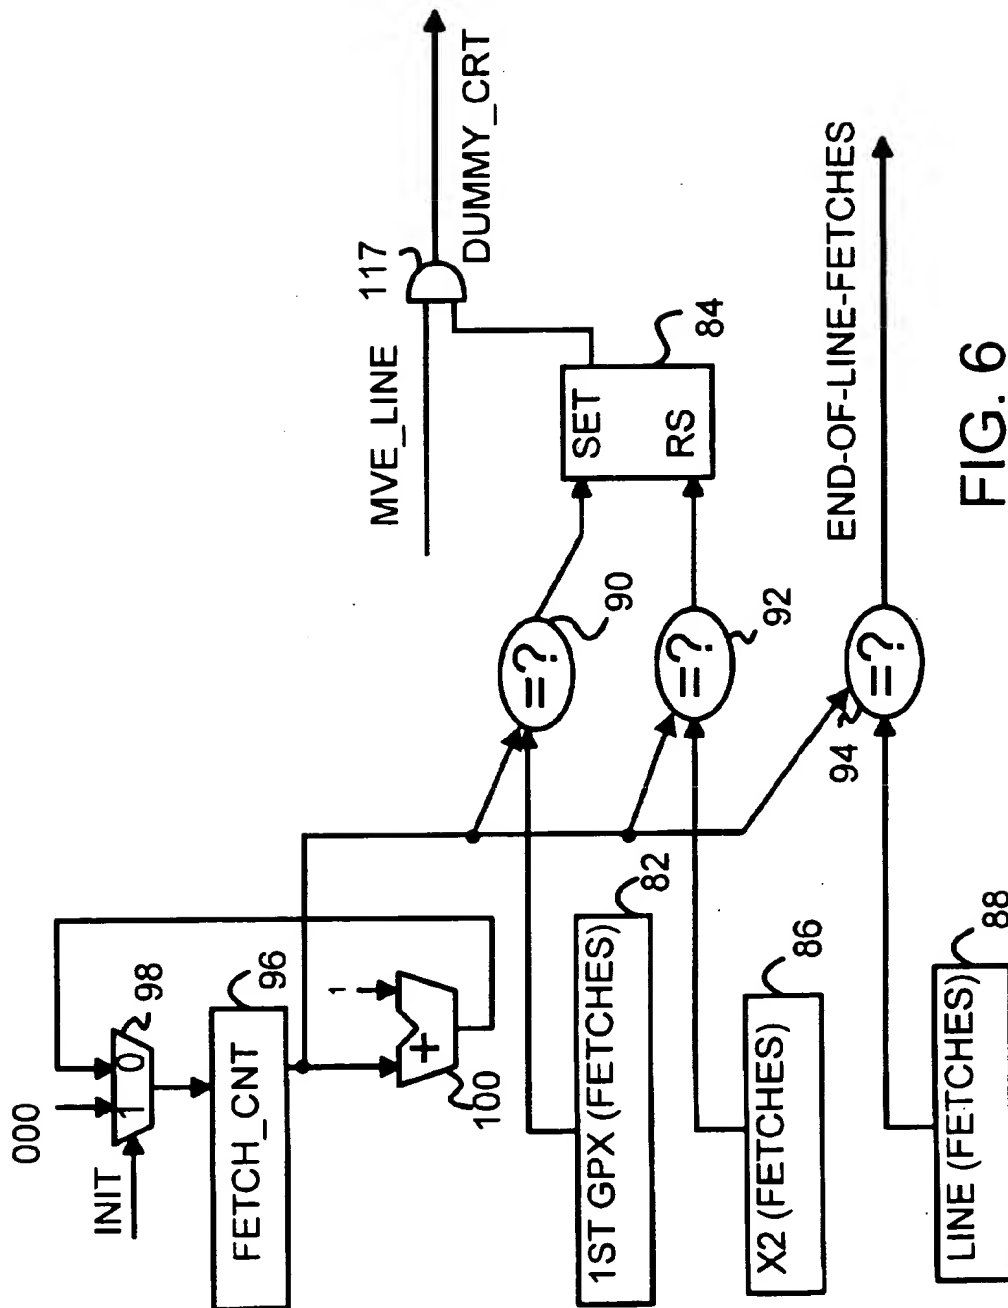 000
INIT
1 0
98
FETCH_CNT
96
1
+
100
1ST GPX (FETCHES)
82
X2 (FETCHES)
86
LINE (FETCHES)
88
=?
90
=?
92
=?
94
SET
RS
84
MVE_LINE
117
DUMMY_CRT
END-OF-LINE-FETCHES
FIG. 6